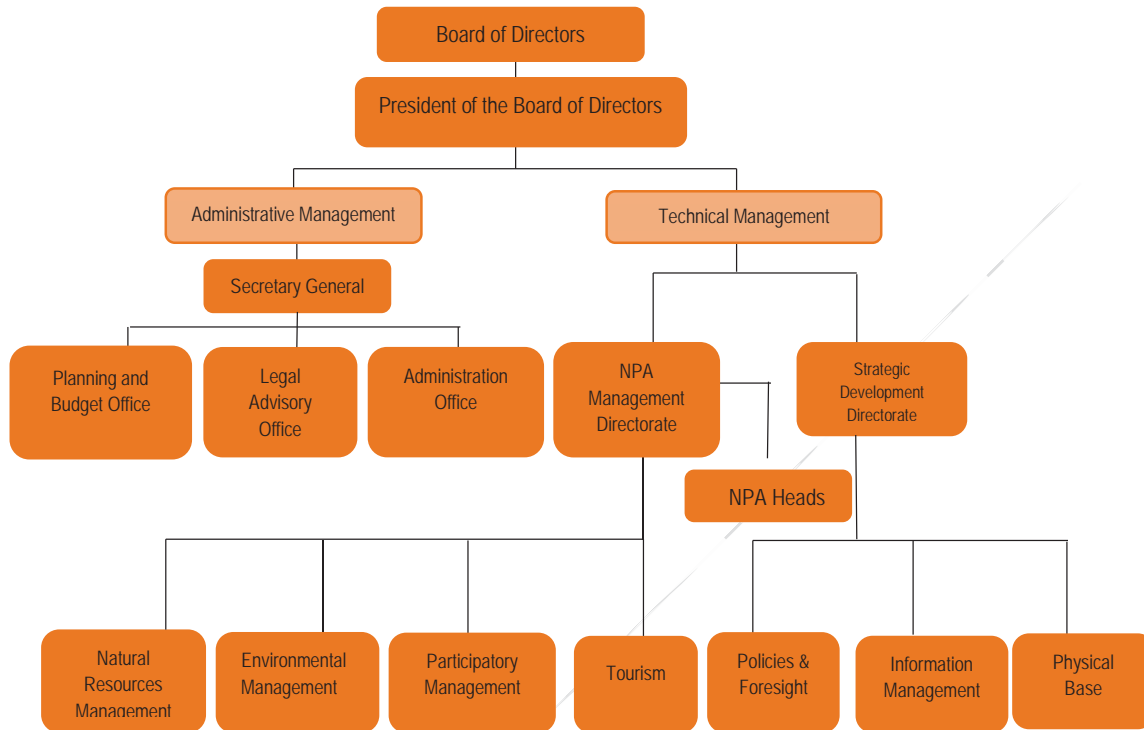 Board of Directors
President of the Board of Directors
Administrative Management
Technical Management
Secretary General
Planning and
Budget Office
Legal
Advisory
Office
Administration
Office
NPA
Management
Directorate
Strategic
Development
Directorate
NPA Heads
Natural
Resources
Management
Environmental
Management
Participatory
Management
Tourism
Policies &
Foresight
Information
Management
Physical
Base